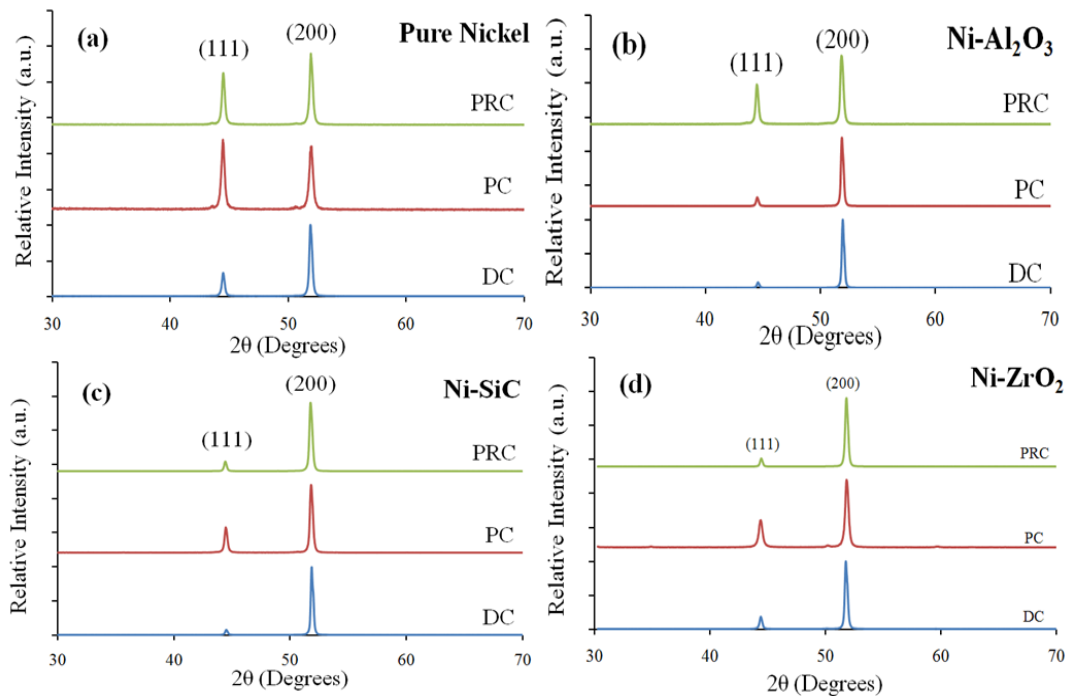 (a)
Pure Nickel
(111)
(200)
PRC
PC
DC
Relative Intensity (a.u.)
30 40 50 60 70
2θ (Degrees)
(b)
Ni-Al₂O₃
(111)
(200)
PRC
PC
DC
Relative Intensity (a.u.)
30 40 50 60 70
2θ (Degrees)
(c)
Ni-SiC
(111)
(200)
PRC
PC
DC
Relative Intensity (a.u.)
30 40 50 60 70
2θ (Degrees)
(d)
Ni-ZrO₂
(111)
(200)
PRC
PC
DC
Relative Intensity (a.u.)
30 40 50 60 70
2θ (Degrees)